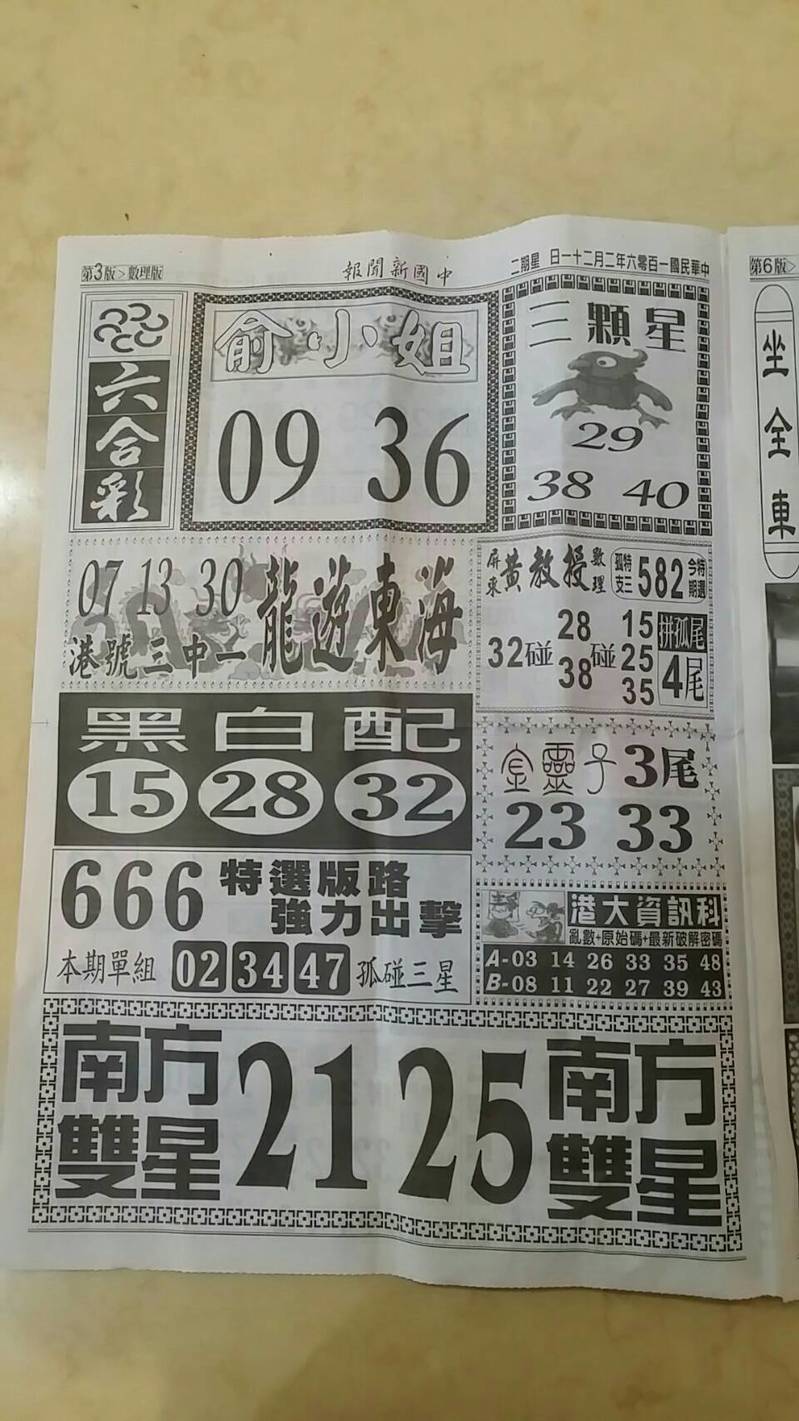 第3版>數理版
中國新聞報
中華民國一百零六年二月二十一日 星期二
六合彩
俞小姐
09 36
三顆星
29
38 40
07 13 30
港號三中一
龍遊東海
屏東黃教授數理
孤特支三 582 今特期選
32碰
28
38
碰
15
25
35
拼孤尾
4尾
黑白配
15 28 32
金靈子 3尾
23 33
666 特選版路
強力出擊
本期單組 02 34 47 孤碰三星
港大資訊科
亂數+原始碼+最新破解密碼
A-03 14 26 33 35 48
B-08 11 22 27 39 43
南方雙星
21 25
南方雙星
第6版>
坐全東